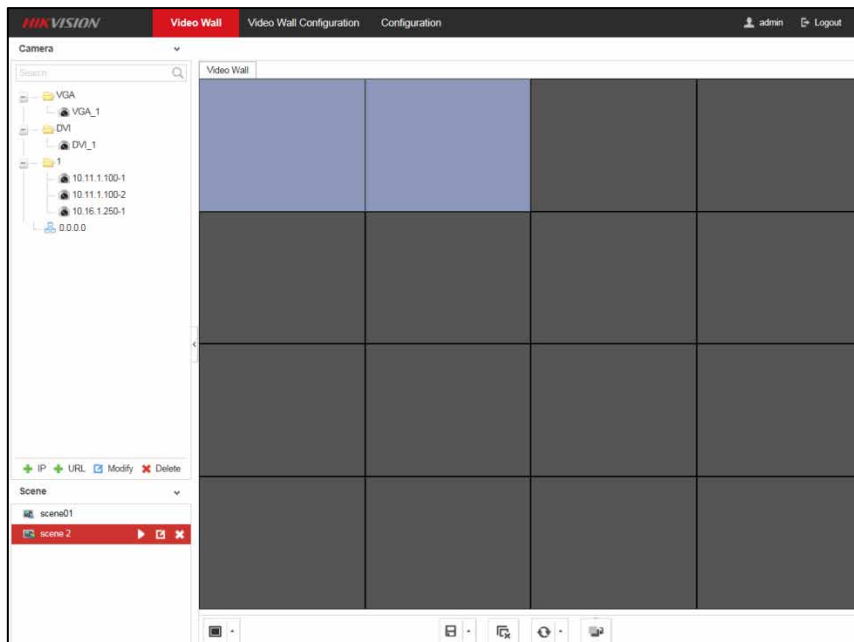 HIKVISION Video Wall Video Wall Configuration Configuration admin Logout
Camera
Search
Video Wall
VGA
VGA_1
DVI
DVI_1
1
10.11.1.100-1
10.11.1.100-2
10.16.1.250-1
0.0.0.0
IP URL Modify Delete
Scene
scene01
scene 2